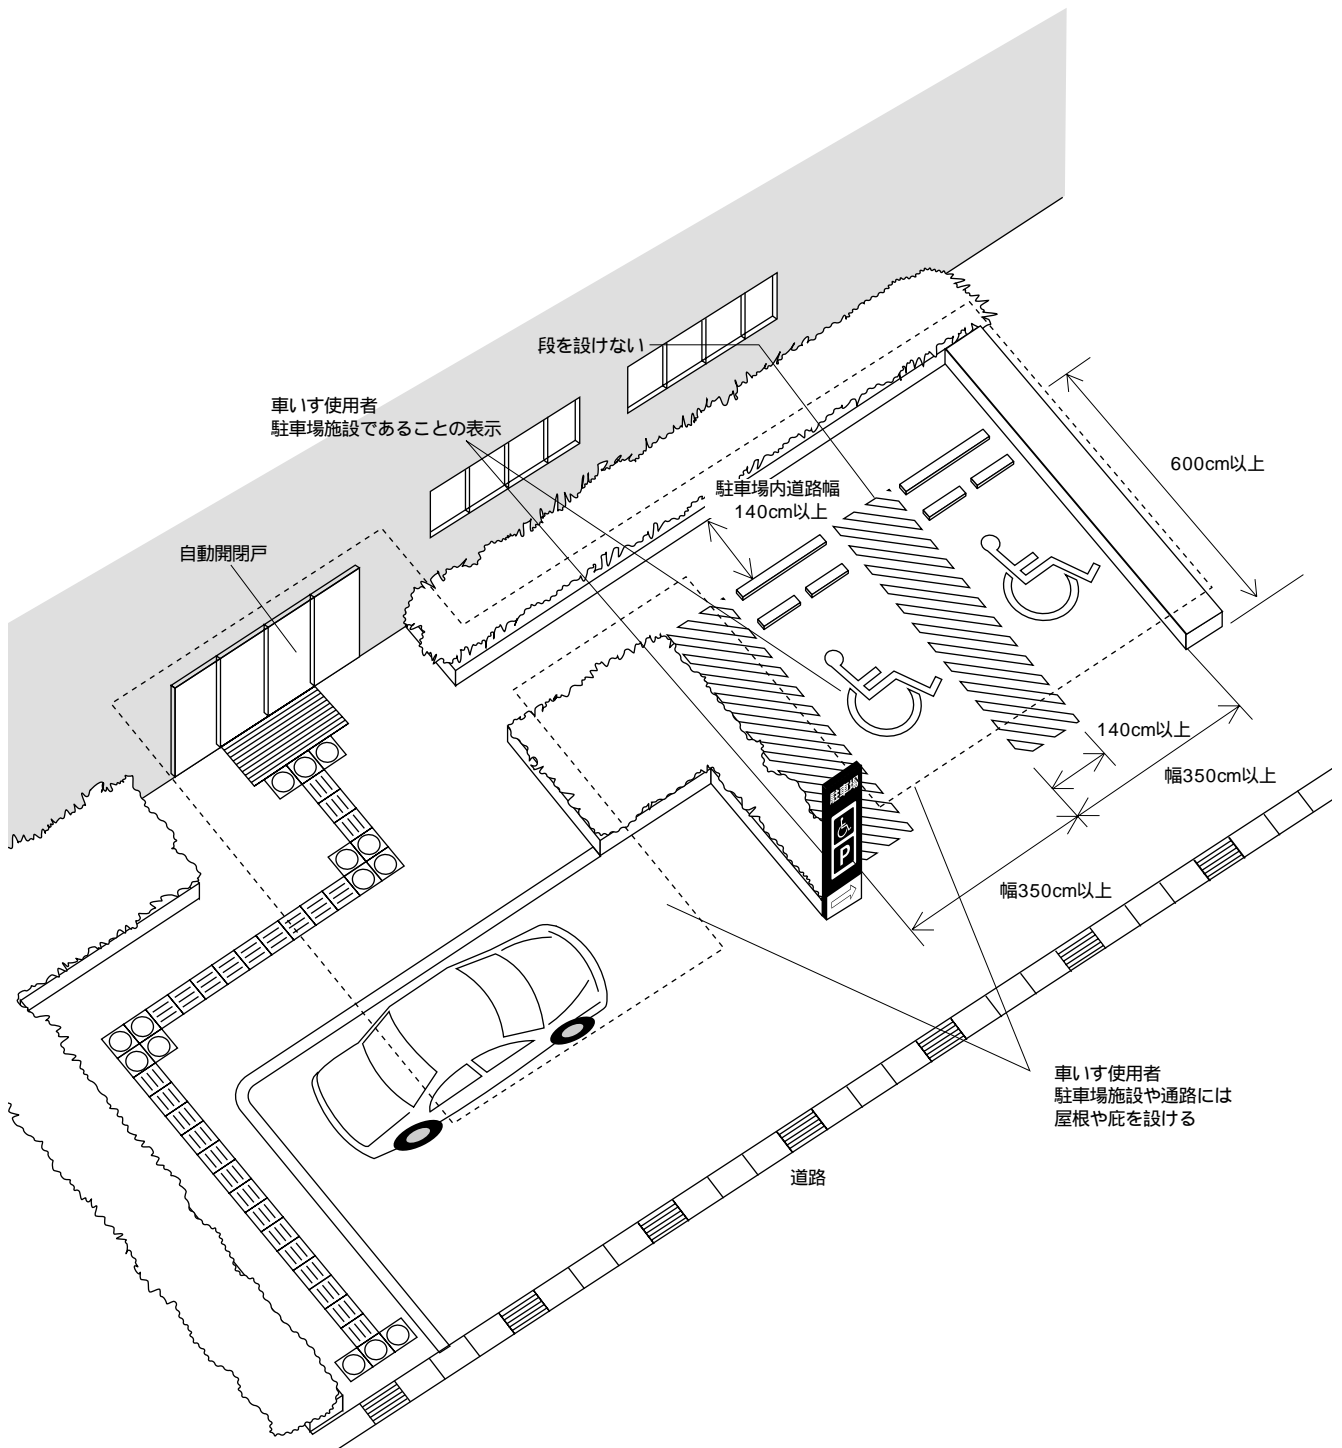 段を設けない
車いす使用者
駐車場施設であることの表示
600cm以上
駐車場内道路幅
140cm以上
自動開閉戸
140cm以上
幅350cm以上
駐車場
P
幅350cm以上
車いす使用者
駐車場施設や通路には
屋根や庇を設ける
道路